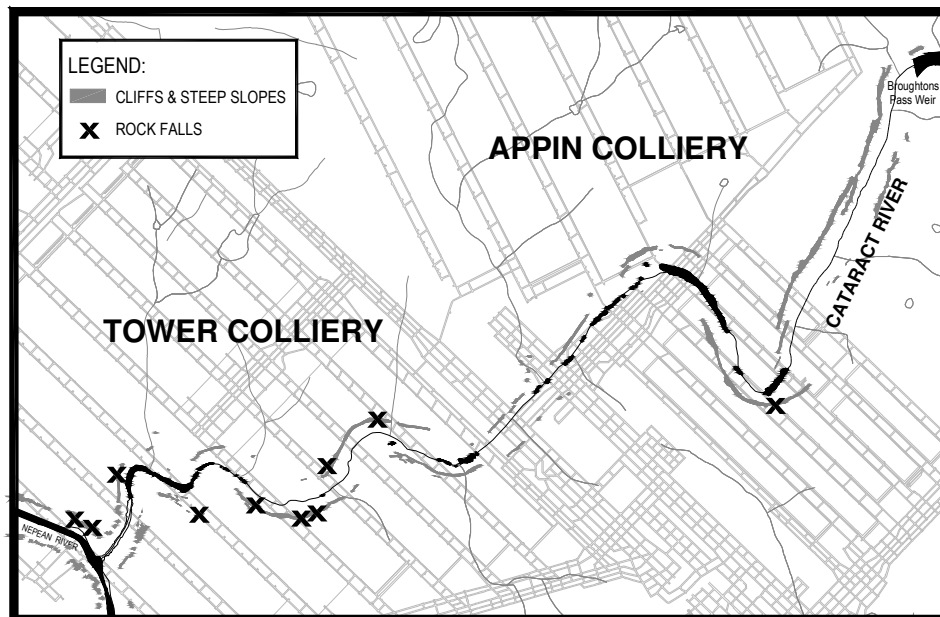 LEGEND:
CLIFFS & STEEP SLOPES
X ROCK FALLS
Broughtons
Pass Weir
APPIN COLLIERY
CATARACT RIVER
TOWER COLLIERY
NEPEAN RIVER